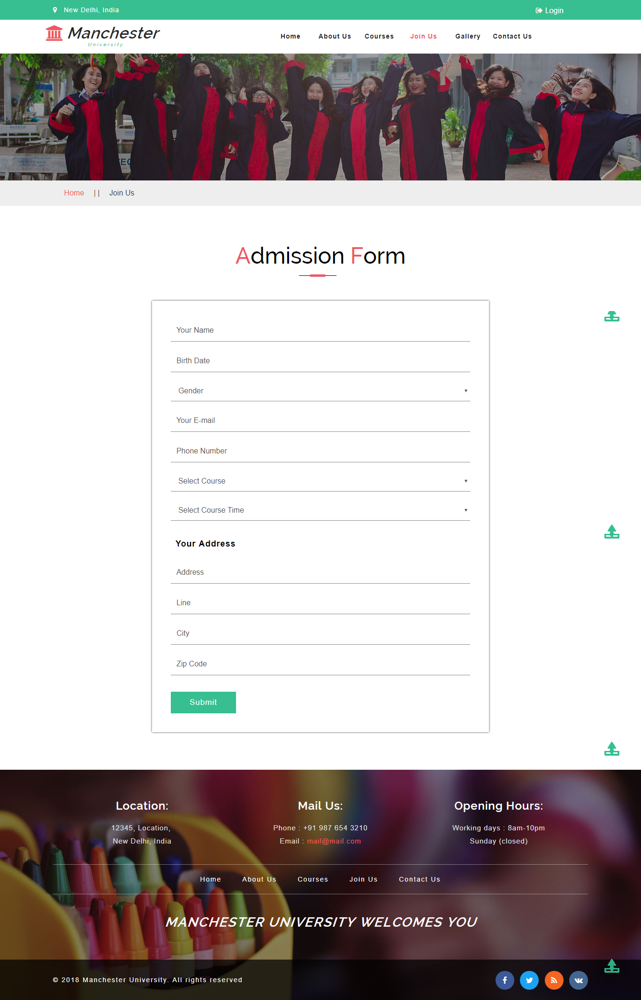 New Delhi, India
Login
Manchester
University
Home About Us Courses Join Us Gallery Contact Us
HUTECH
Home || Join Us
Admission Form
Your Name
Birth Date
Gender
Your E-mail
Phone Number
Select Course
Select Course Time
Your Address
Address
Line
City
Zip Code
Submit
Location:
12345, Location,
New Delhi, India
Mail Us:
Phone : +91 987 654 3210
Email : mail@mail.com
Opening Hours:
Working days : 8am-10pm
Sunday (closed)
Home About Us Courses Join Us Contact Us
MANCHESTER UNIVERSITY WELCOMES YOU
© 2018 Manchester University. All rights reserved